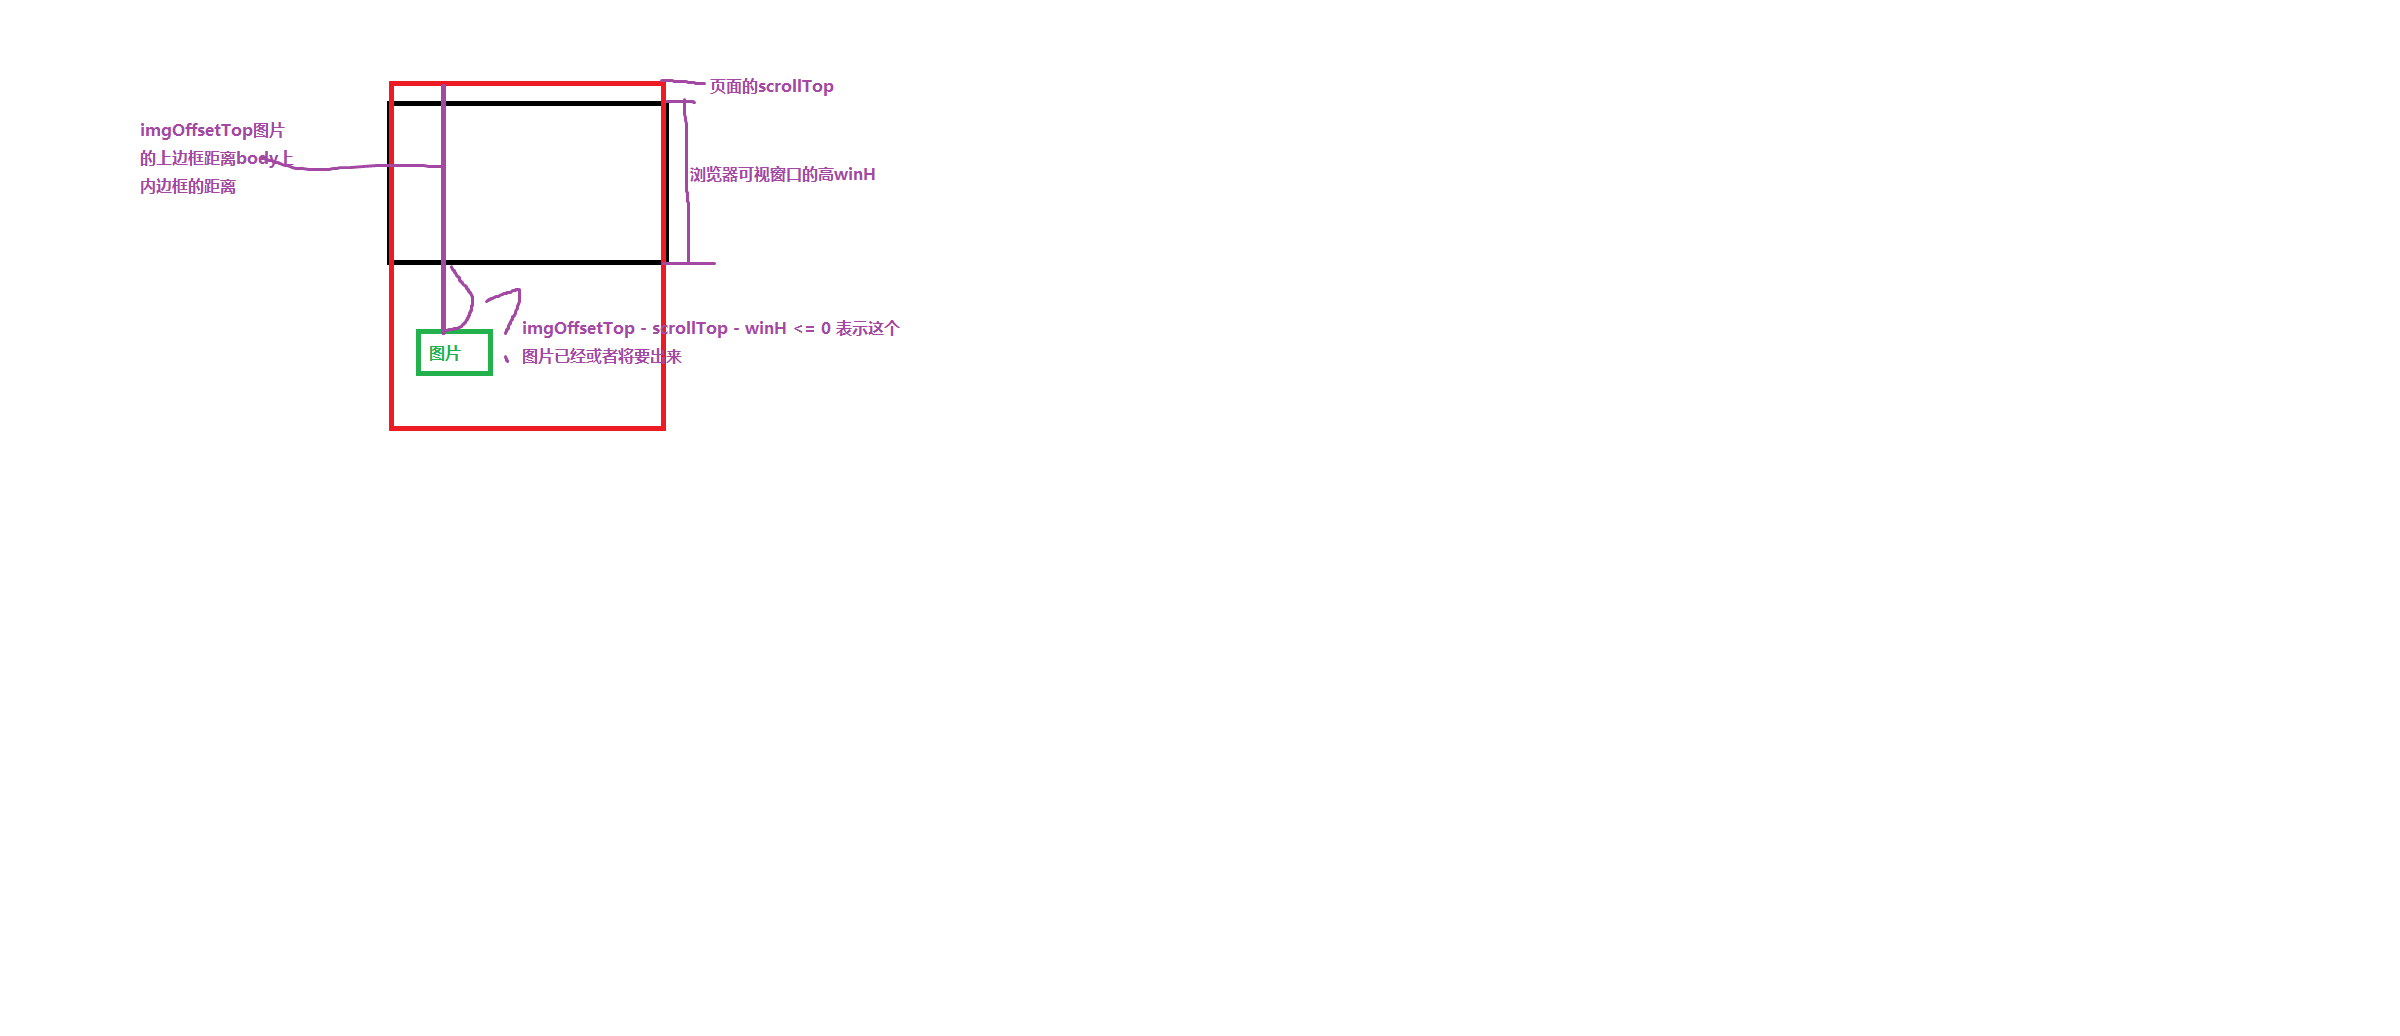 页面的scrollTop
imgOffsetTop图片
的上边框距离body上
内边框的距离
浏览器可视窗口的高winH
imgOffsetTop - scrollTop - winH <= 0 表示这个
图片已经或者将要出来
图片